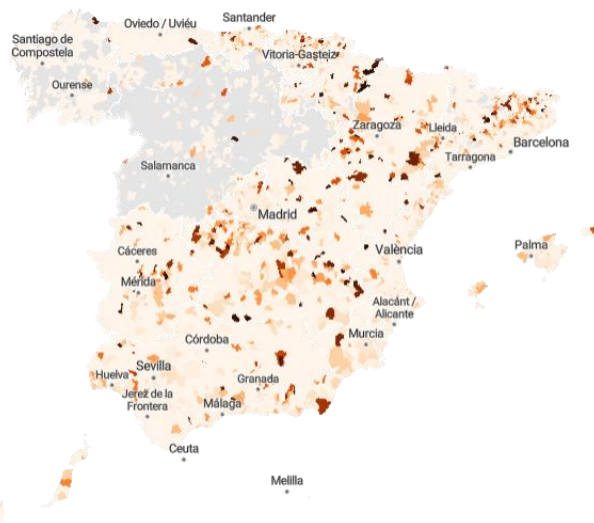 Santander
Oviedo / Uviéu
Santiago de
Compostela
Vitoria-Gasteiz
Ourense
Zaragoza
Lleida
Barcelona
Tarragona
Salamanca
Madrid
Palma
Cáceres
València
Mérida
Alacánt /
Alicante
Murcia
Córdoba
Sevilla
Huelva
Granada
Jerez de la
Frontera
Málaga
Ceuta
Melilla